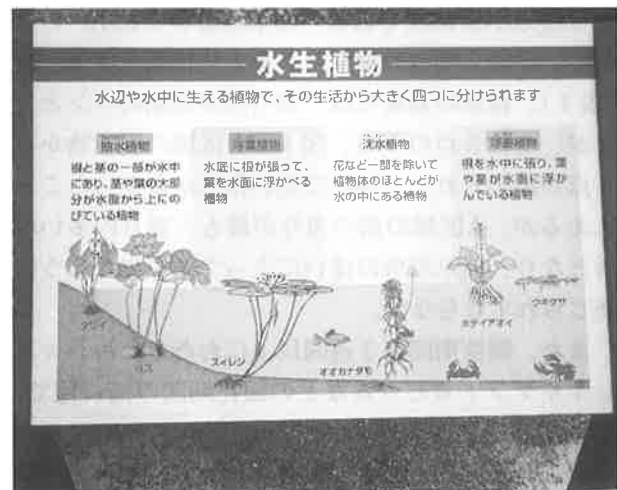 水生植物
水辺や水中に生える植物で、その生活から大きく四つに分けられます
抽水植物
根と茎の一部が水中
にあり、茎や葉の大部
分が水面から上にの
びている植物
浮葉植物
水底に根が張って、
葉を水面に浮かべる
植物
沈水植物
花など一部を除いて
植物体のほとんどが
水の中にある植物
浮表植物
根を水中に張り、葉
や茎が水面に浮か
んでいる植物
クワイ
ハス
スイレン
オオカナダモ
ホテイアオイ
ウキクサ